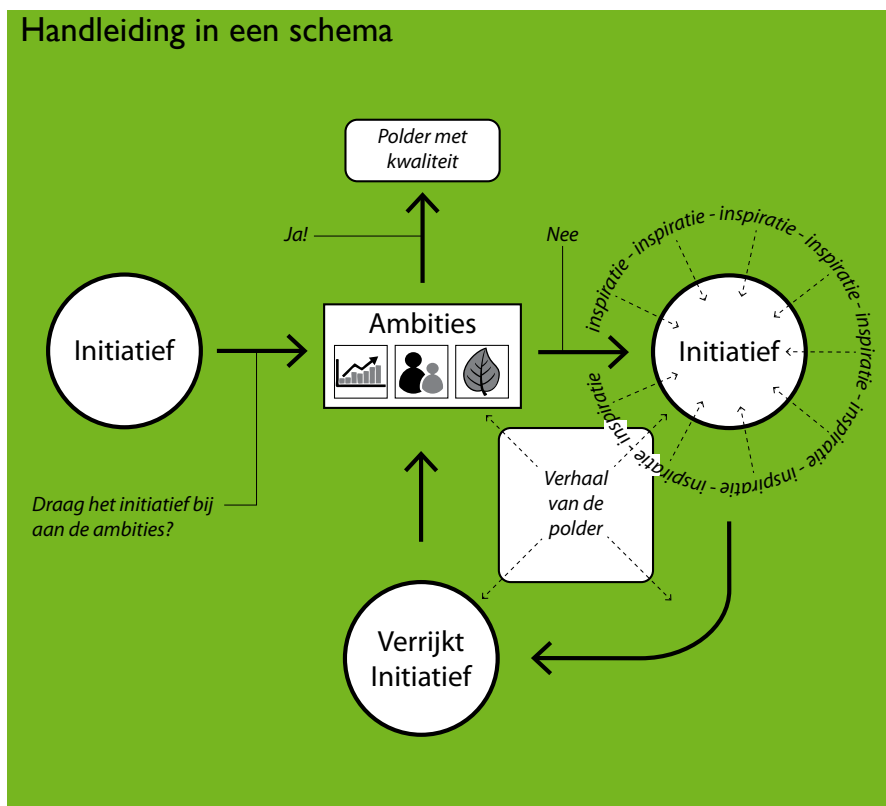 Handleiding in een schema
Polder met
kwaliteit
Ja!
Nee
inspiratie - inspiratie - inspiratie - inspiratie - inspiratie - inspiratie - inspiratie - inspiratie - inspiratie
Initiatief
Ambities
Initiatief
Draag het initiatief bij
aan de ambities?
Verhaal
van de
polder
Verrijkt
Initiatief